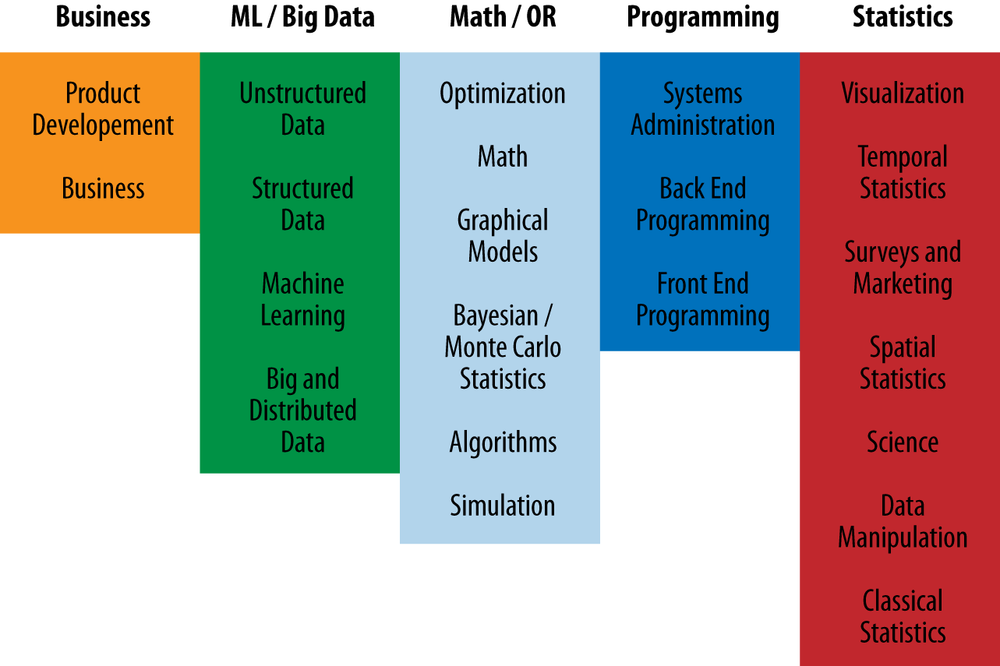 Business
Product
Developement
Business
ML / Big Data
Unstructured
Data
Structured
Data
Machine
Learning
Big and
Distributed
Data
Math / OR
Optimization
Math
Graphical
Models
Bayesian /
Monte Carlo
Statistics
Algorithms
Simulation
Programming
Systems
Administration
Back End
Programming
Front End
Programming
Statistics
Visualization
Temporal
Statistics
Surveys and
Marketing
Spatial
Statistics
Science
Data
Manipulation
Classical
Statistics